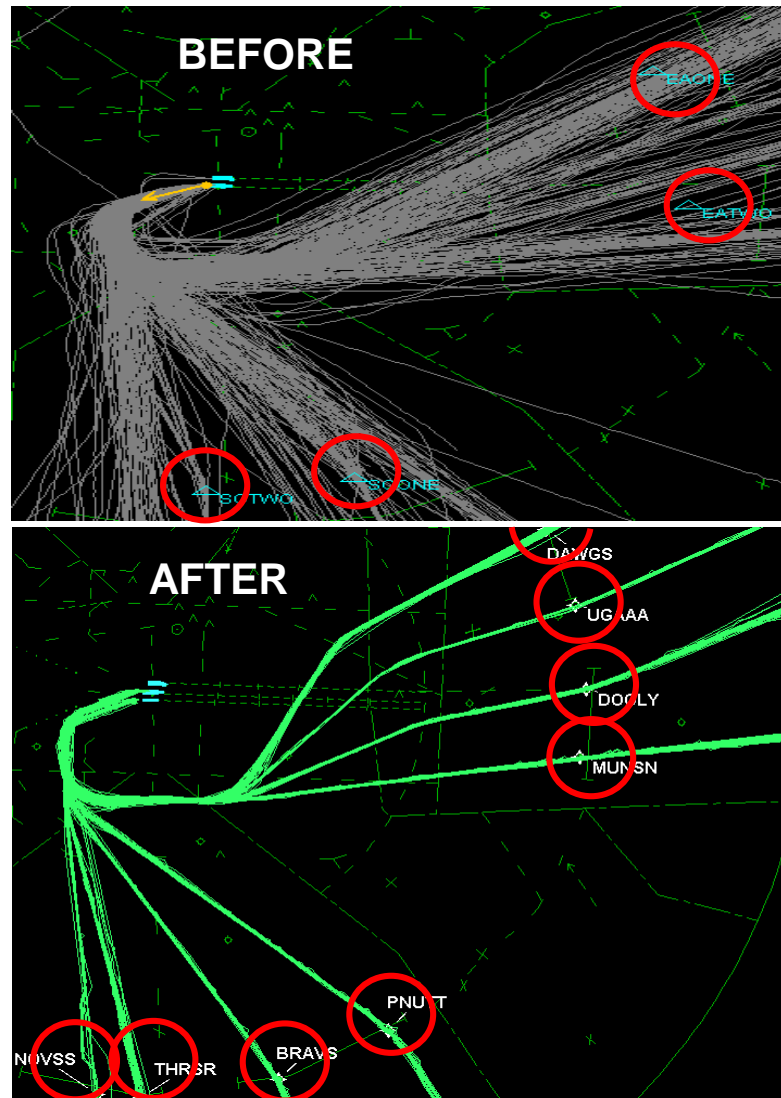 BEFORE
EAONE
EATWO
SOTWO
SOONE
AFTER
DAWGS
UGAAA
DOOLY
MUNSN
PNUTT
NOVSS
THRSR
BRAVS